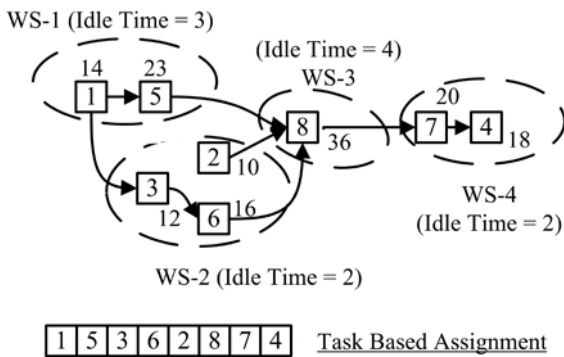 WS-1 (Idle Time = 3)
(Idle Time = 4)
WS-3
14 23
20
1 5
8
7 4
36
18
2
10
3
12
6
16
WS-4
(Idle Time = 2)
WS-2 (Idle Time = 2)
1 5 3 6 2 8 7 4 Task Based Assignment